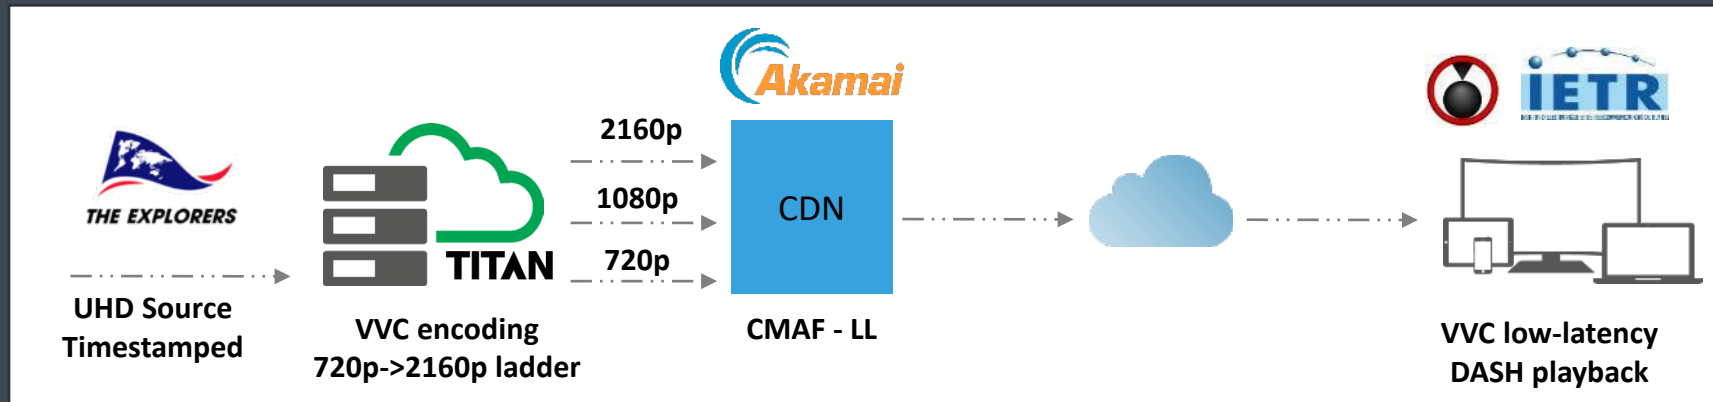 THE EXPLORERS
UHD Source
Timestamped
TITAN
VVC encoding
720p->2160p ladder
2160p
1080p
720p
Akamai
CDN
CMAF - LL
IETR
VVC low-latency
DASH playback